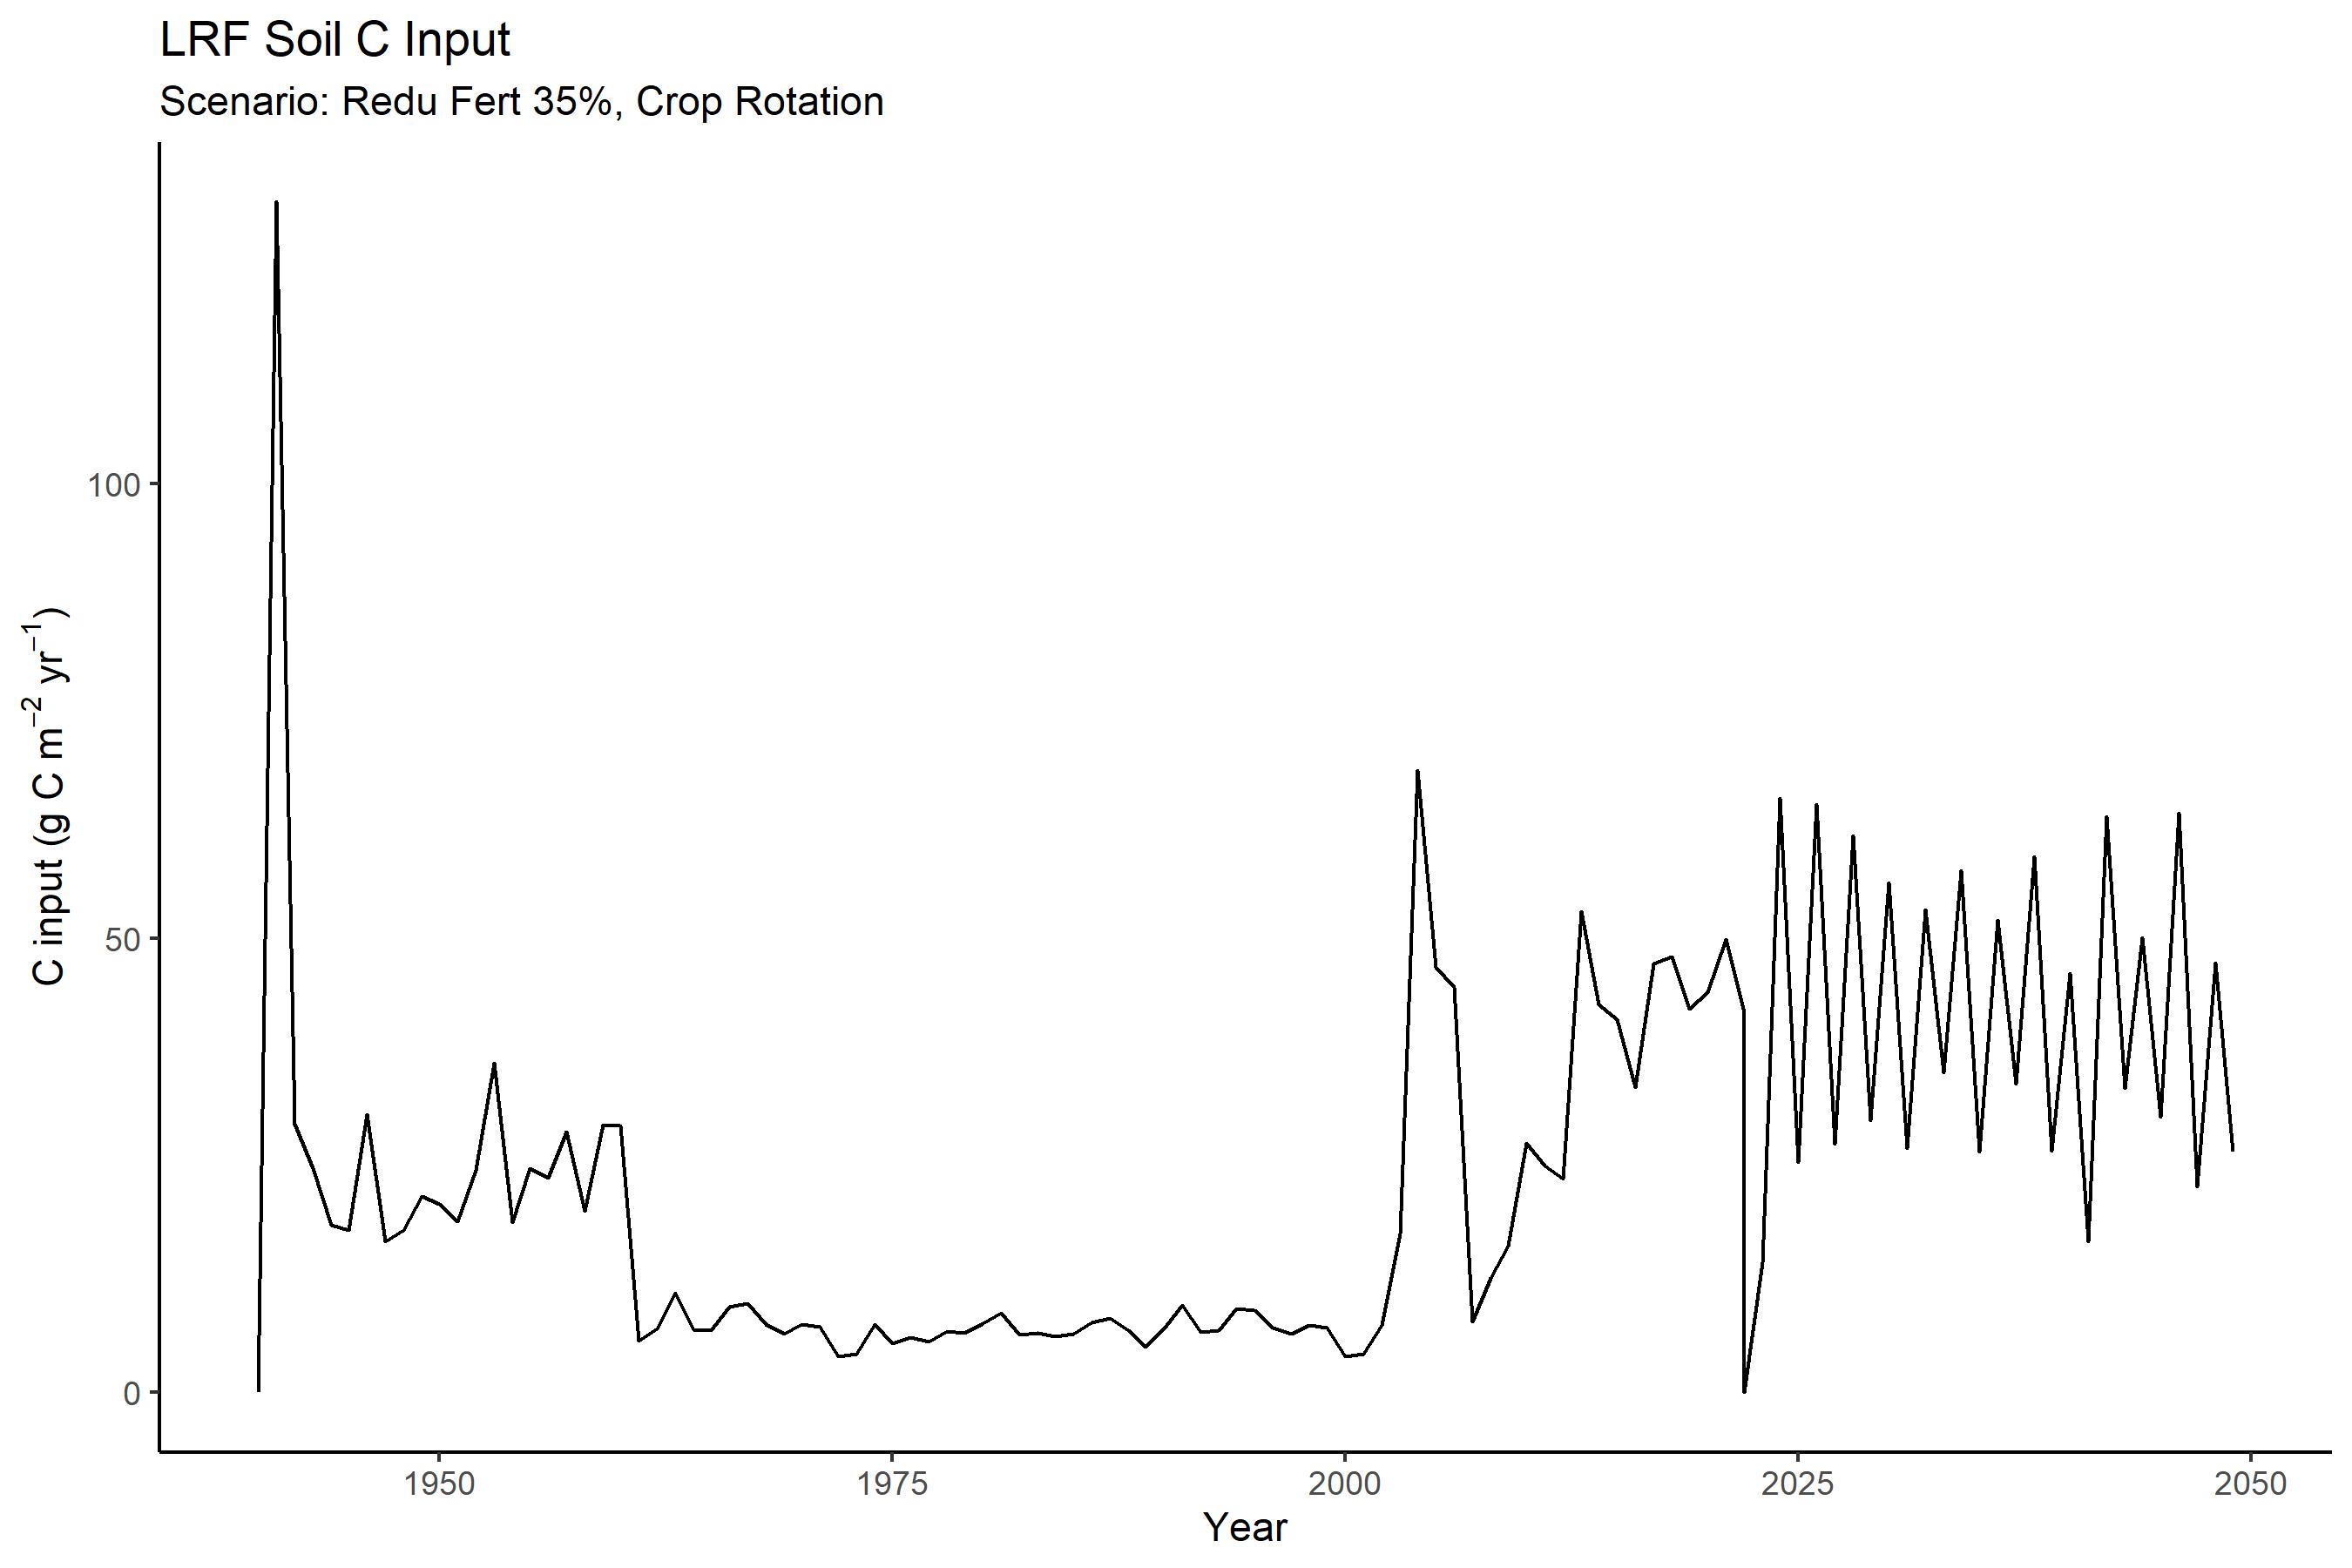 LRF Soil C Input
Scenario: Redu Fert 35%, Crop Rotation
C input (g C m⁻² yr⁻¹)
100
50
0
1950 1975 2000 2025 2050
Year